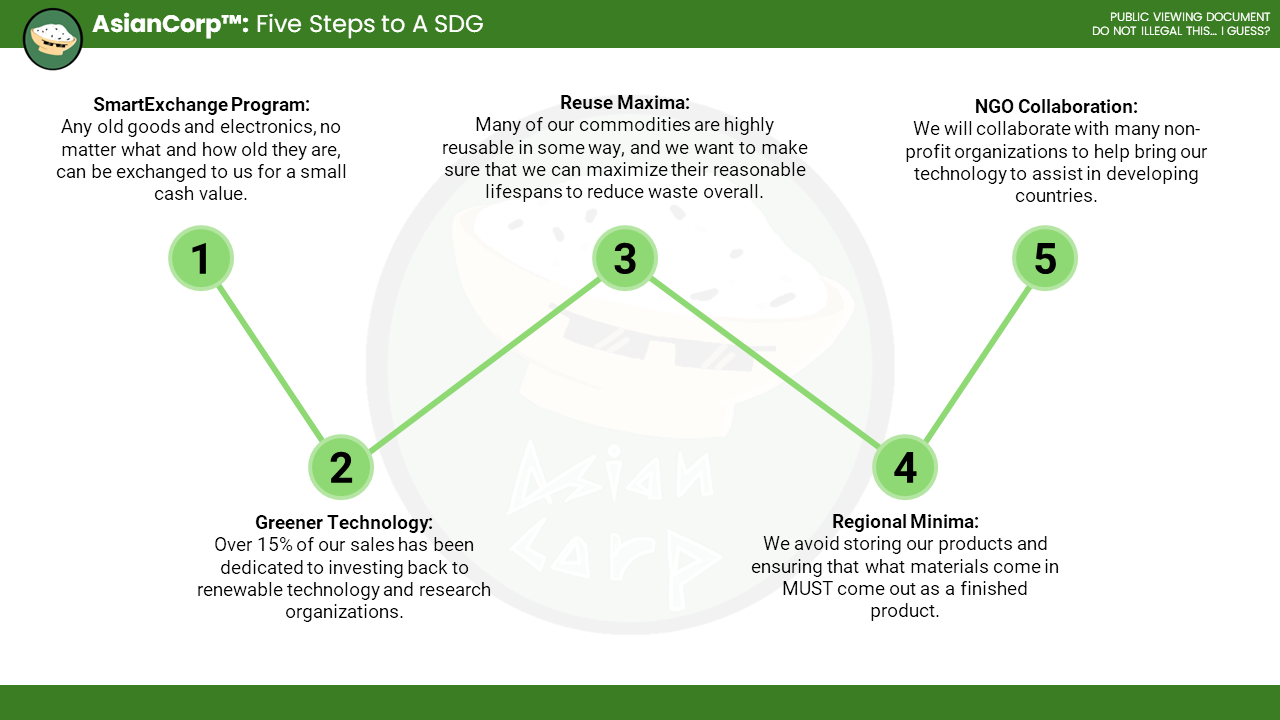 AsianCorp™: Five Steps to A SDG
PUBLIC VIEWING DOCUMENT
DO NOT ILLEGAL THIS... I GUESS?
SmartExchange Program:
Any old goods and electronics, no
matter what and how old they are,
can be exchanged to us for a small
cash value.
Reuse Maxima:
Many of our commodities are highly
reusable in some way, and we want to make
sure that we can maximize their reasonable
lifespans to reduce waste overall.
NGO Collaboration:
We will collaborate with many non-
profit organizations to help bring our
technology to assist in developing
countries.
1
3
5
2
4
Greener Technology:
Over 15% of our sales has been
dedicated to investing back to
renewable technology and research
organizations.
Regional Minima:
We avoid storing our products and
ensuring that what materials come in
MUST come out as a finished
product.
Asian
Corp